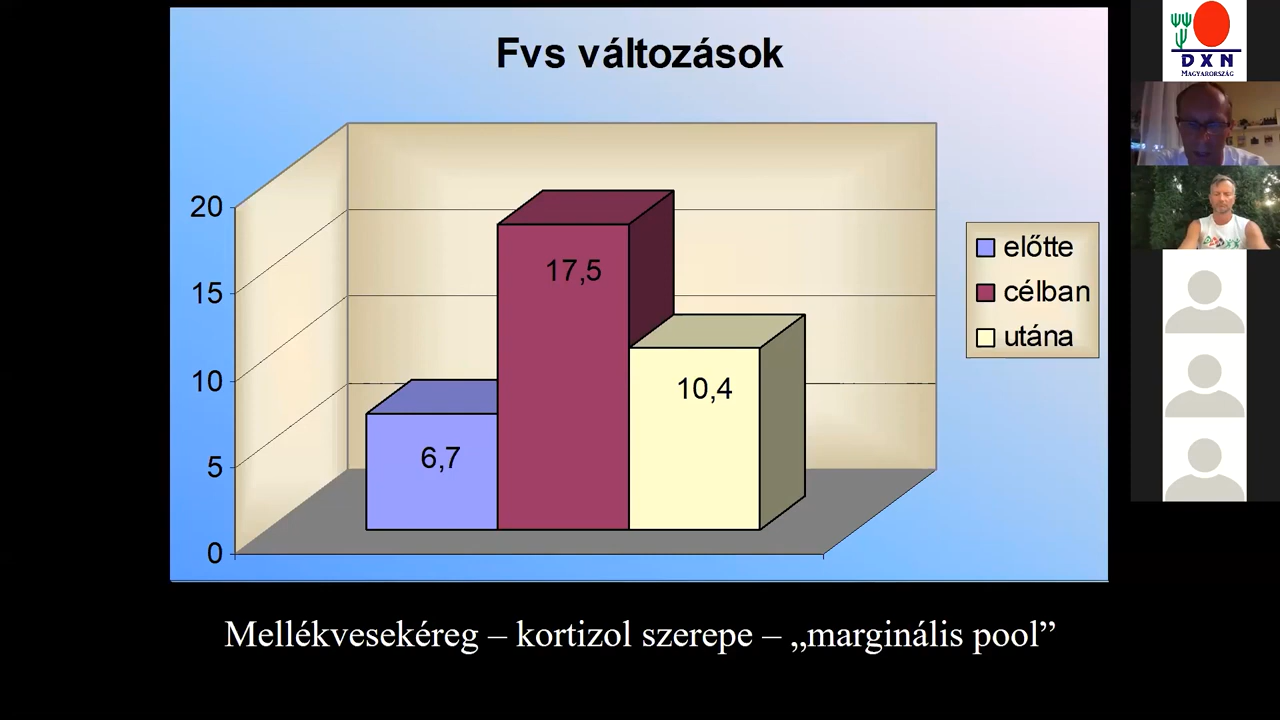 Fvs változások
20
15
10
5
0
6,7
17,5
10,4
előtte
célban
utána
Mellékvesekéreg – kortizol szerepe – „marginális pool”
DXN
MAGYARORSZÁG